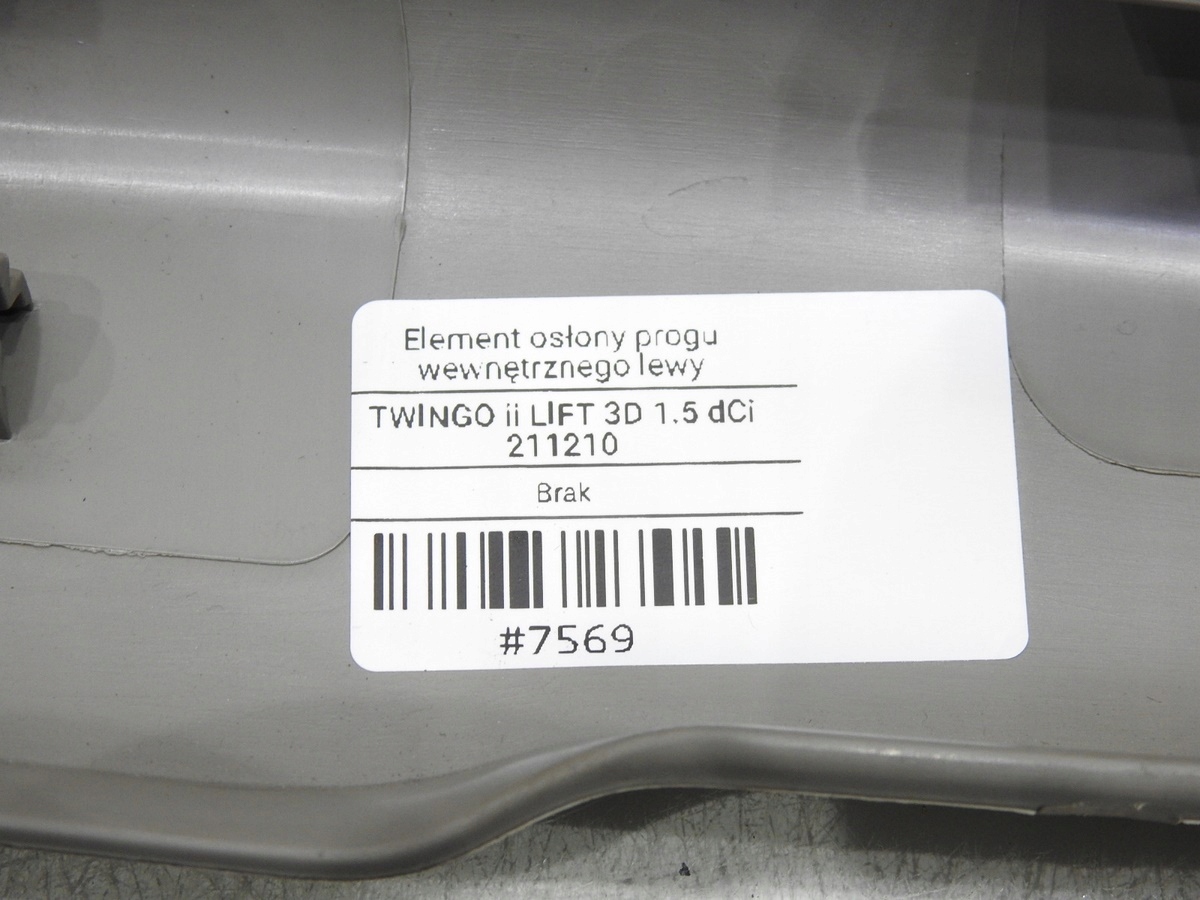 Element osłony progu
wewnętrznego lewy
TWINGO ii LIFT 3D 1.5 dCi
211210
Brak
#7569